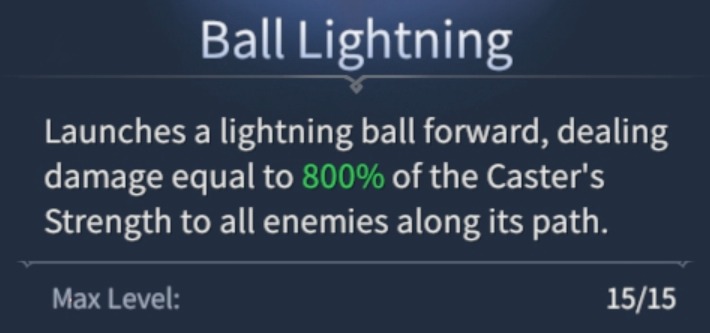 Ball Lightning
Launches a lightning ball forward, dealing
damage equal to 800% of the Caster's
Strength to all enemies along its path.
Max Level: 15/15